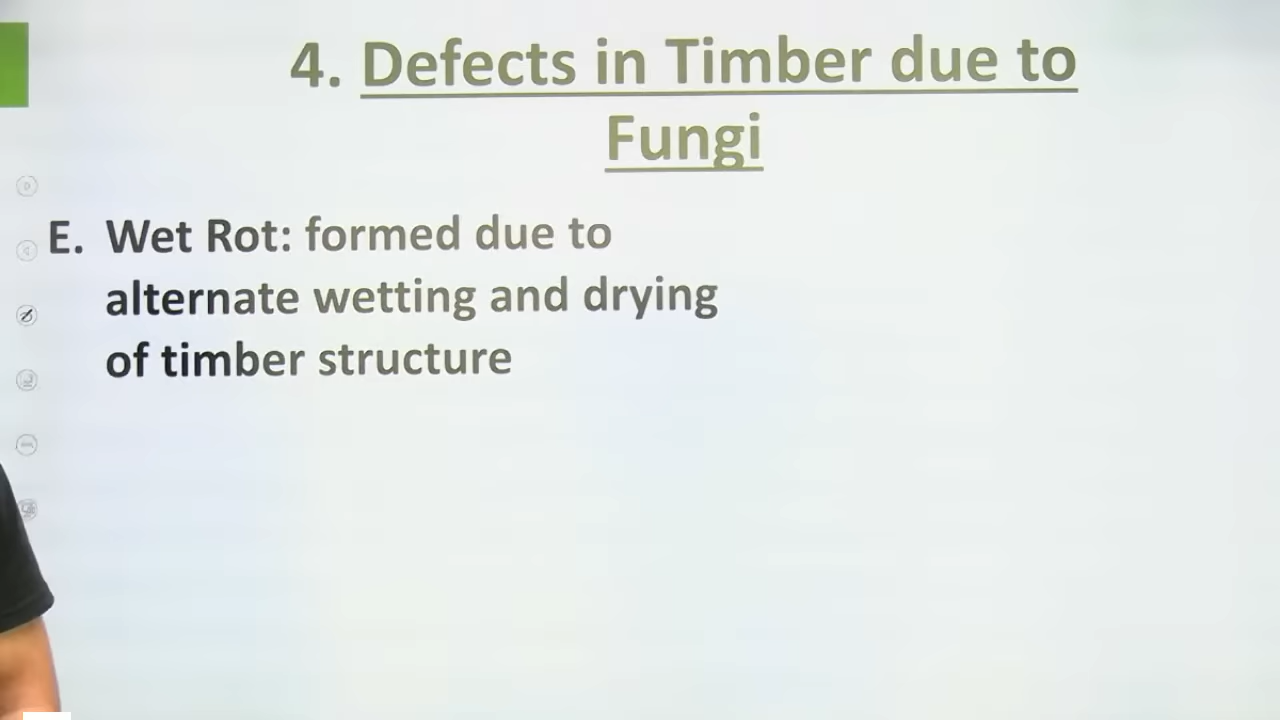 4. Defects in Timber due to
Fungi
E. Wet Rot: formed due to
alternate wetting and drying
of timber structure